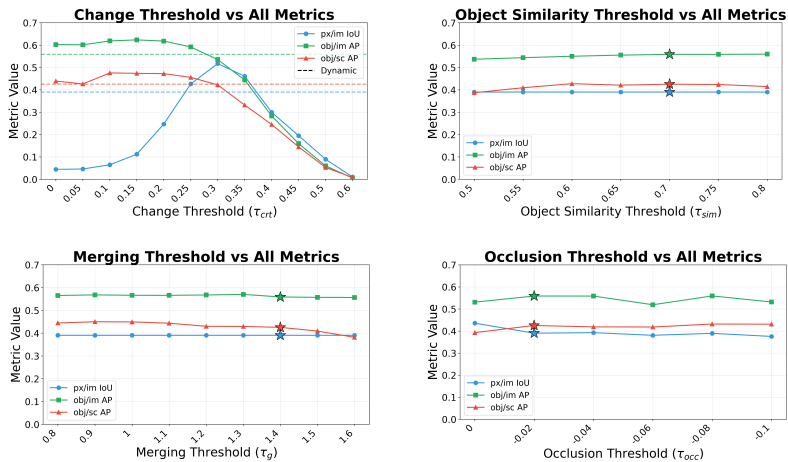 Change Threshold vs All Metrics
Metric Value
0.7
0.6
0.5
0.4
0.3
0.2
0.1
0.0
px/im IoU
obj/im AP
obj/sc AP
Dynamic
0 0.05 0.1 0.15 0.2 0.25 0.3 0.35 0.4 0.45 0.5 0.6
Change Threshold (τcrt)
Object Similarity Threshold vs All Metrics
Metric Value
0.7
0.6
0.5
0.4
0.3
0.2
0.1
0.0
px/im IoU
obj/im AP
obj/sc AP
0.5 0.55 0.6 0.65 0.7 0.75 0.8
Object Similarity Threshold (τsim)
Merging Threshold vs All Metrics
Metric Value
0.7
0.6
0.5
0.4
0.3
0.2
0.1
0.0
px/im IoU
obj/im AP
obj/sc AP
0.8 0.9 1 1.1 1.2 1.3 1.4 1.5 1.6
Merging Threshold (τg)
Occlusion Threshold vs All Metrics
Metric Value
0.7
0.6
0.5
0.4
0.3
0.2
0.1
0.0
px/im IoU
obj/im AP
obj/sc AP
0 -0.02 -0.04 -0.06 -0.08 -0.1
Occlusion Threshold (τocc)